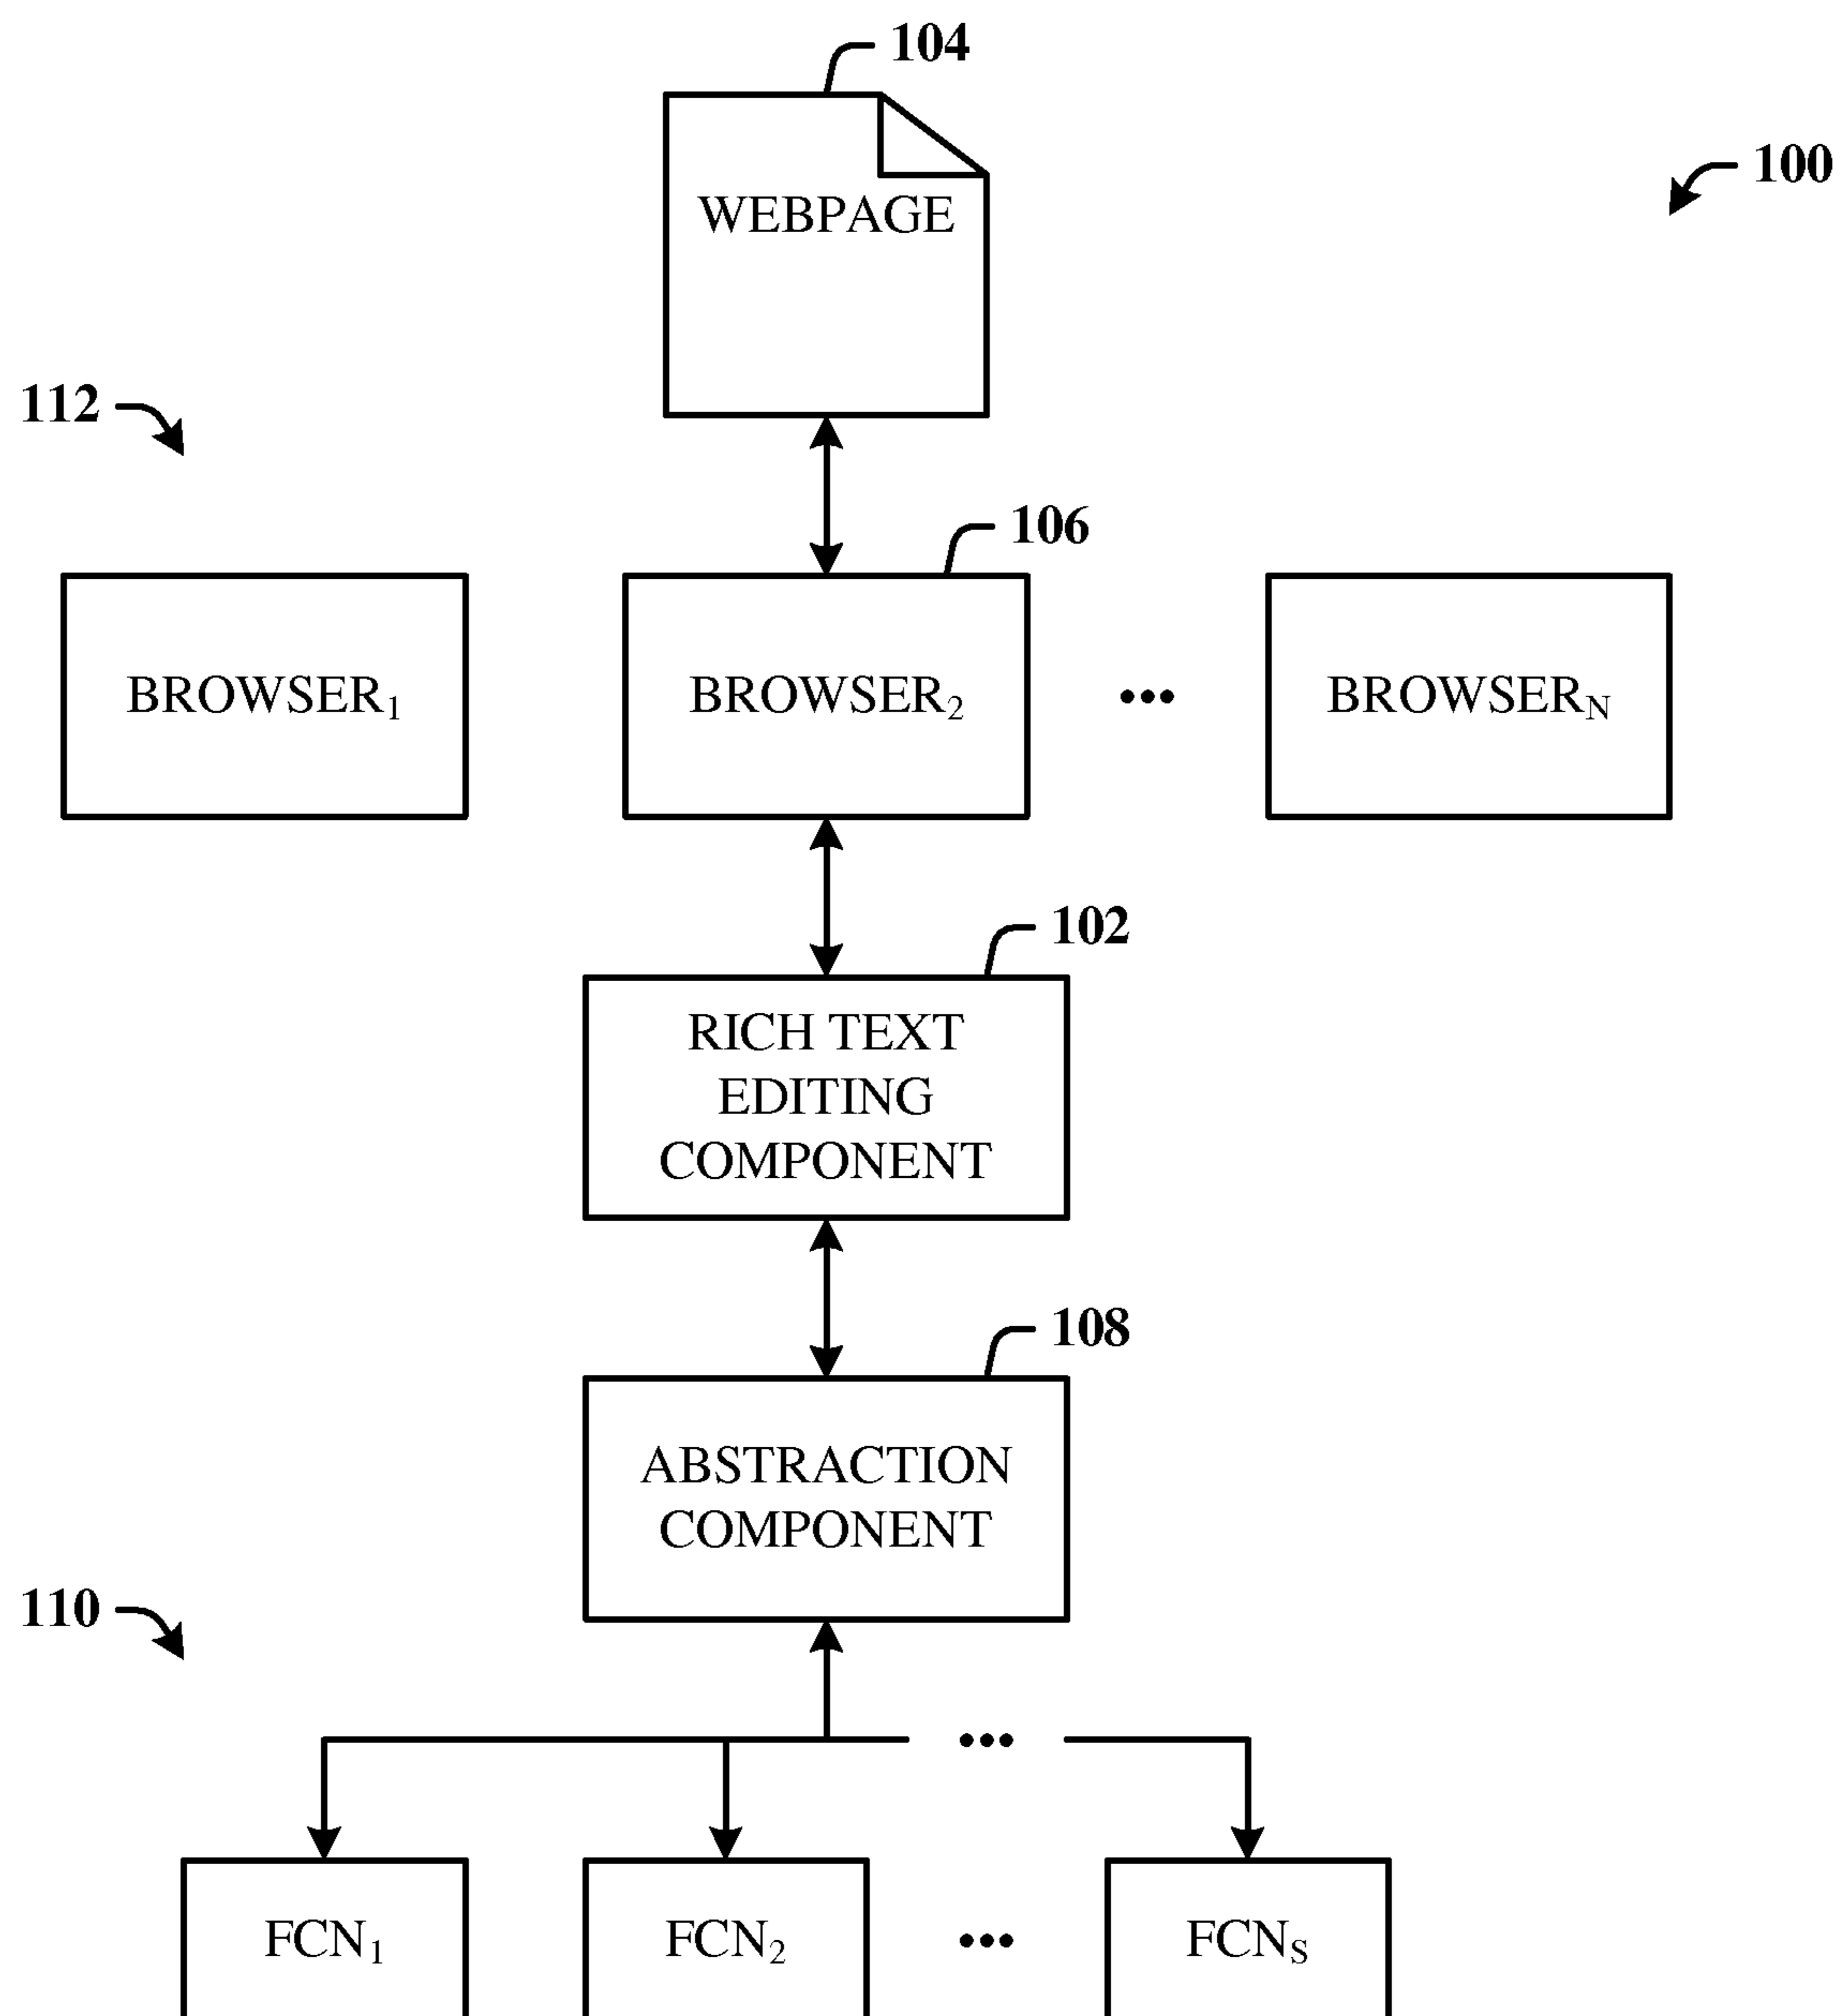 104
100
WEBPAGE
112
106
BROWSER₁
BROWSER₂
•••
BROWSERN
102
RICH TEXT
EDITING
COMPONENT
108
ABSTRACTION
COMPONENT
110
•••
FCN₁
FCN₂
•••
FCNS